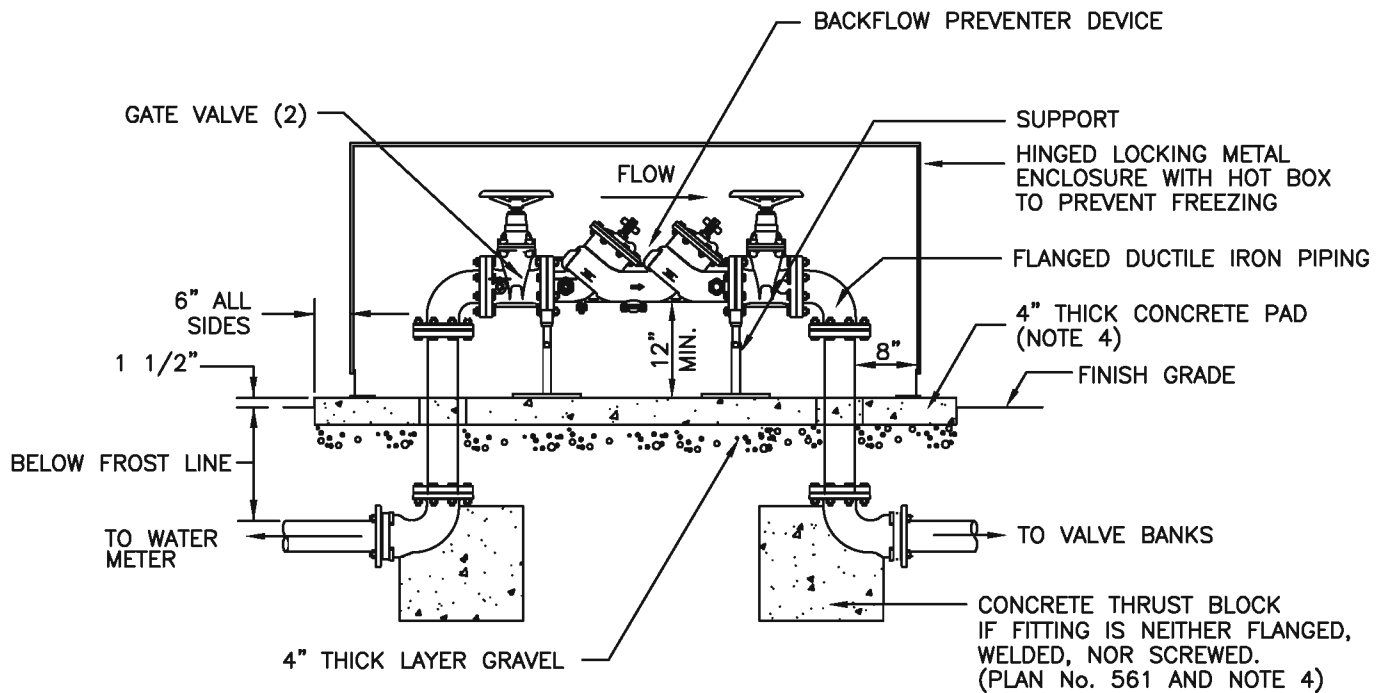 BACKFLOW PREVENTER DEVICE
GATE VALVE (2)
SUPPORT
HINGED LOCKING METAL
ENCLOSURE WITH HOT BOX
TO PREVENT FREEZING
FLOW
FLANGED DUCTILE IRON PIPING
6" ALL
SIDES
4" THICK CONCRETE PAD
(NOTE 4)
12"
MIN.
8"
1 1/2"
FINISH GRADE
BELOW FROST LINE
TO WATER
METER
TO VALVE BANKS
CONCRETE THRUST BLOCK
IF FITTING IS NEITHER FLANGED,
WELDED, NOR SCREWED.
(PLAN No. 561 AND NOTE 4)
4" THICK LAYER GRAVEL